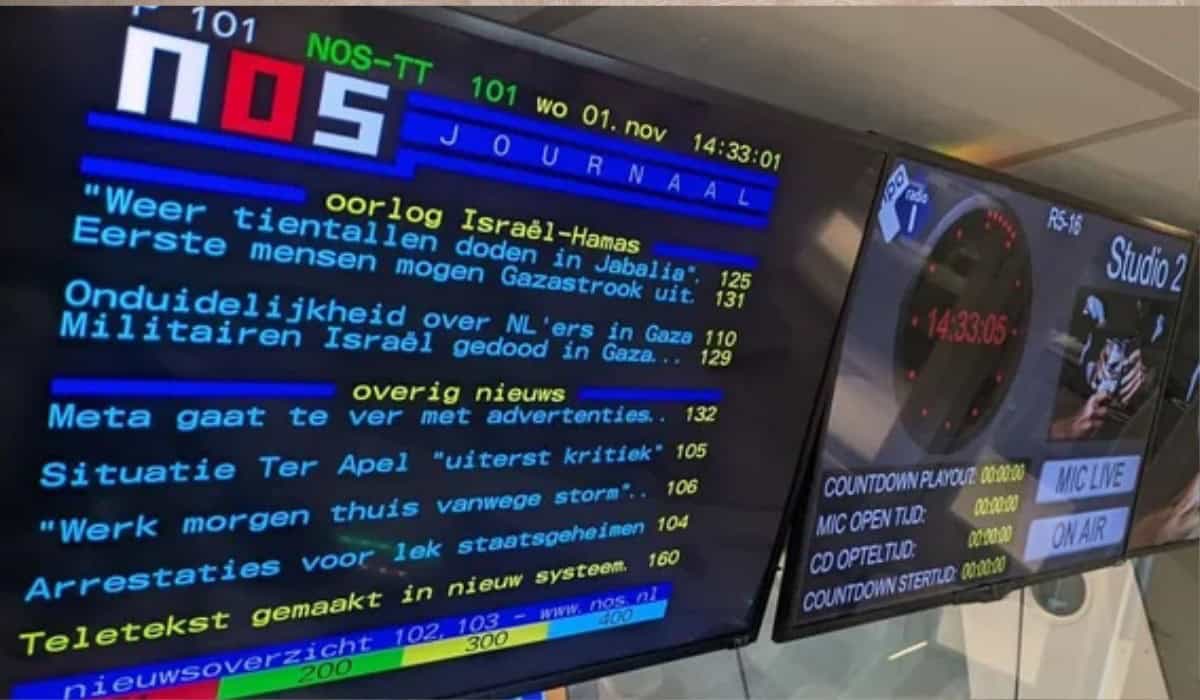 P 101
NOS-TT 101 wo 01.nov 14:33:01
nos
JOURNAAL
oorlog Israël-Hamas
"Weer tientallen doden in Jabalia". 125
Eerste mensen mogen Gazastrook uit. 131
Onduidelijkheid over NL'ers in Gaza 110
Militairen Israël gedood in Gaza... 129
overig nieuws
Meta gaat te ver met advertenties.. 132
Situatie Ter Apel "uiterst kritiek" 105
"Werk morgen thuis vanwege storm".. 106
Arrestaties voor lek staatsgeheimen 104
Teletekst gemaakt in nieuw systeem. 160
nieuwsoverzicht 102,103 - www.nos.nl
200 300 400
npo radio 1
R5-16
Studio 2
14:33:05
COUNTDOWN PLAYOUT: 00:00:00
MIC OPEN TIJD: 00:00:00
CD OPTELTIJD: 00:00:00
COUNTDOWN STERTIJD: 00:00:00
MIC LIVE
ON AIR